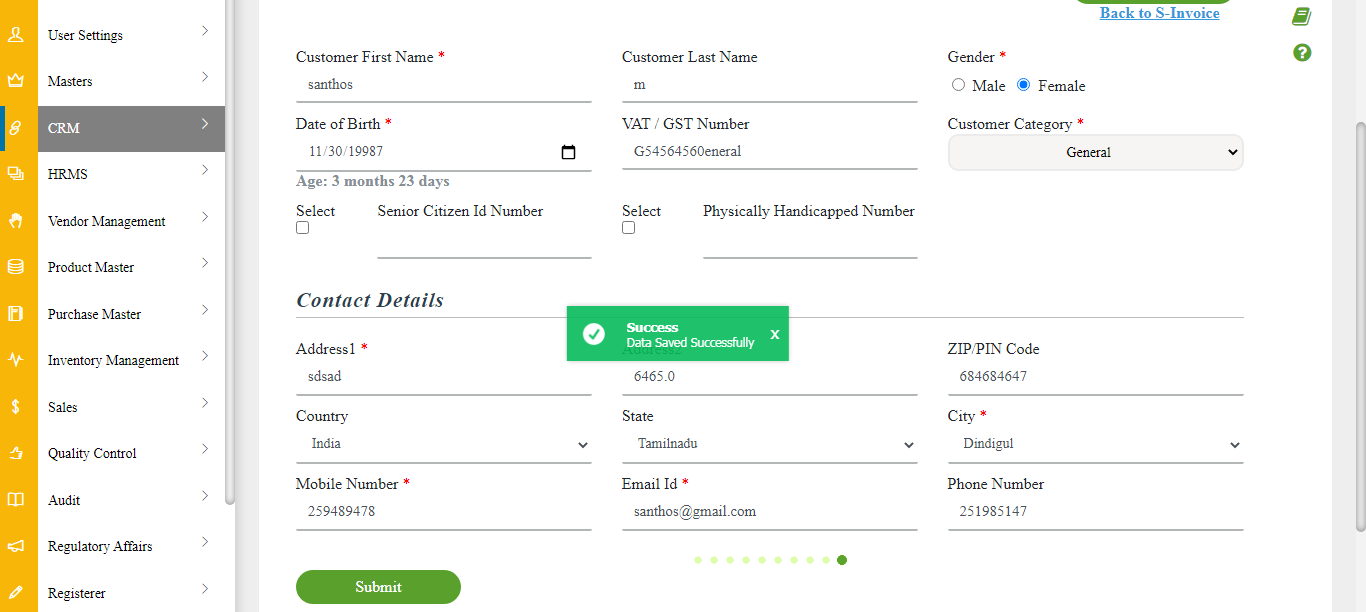 User Settings
Masters
CRM
HRMS
Vendor Management
Product Master
Purchase Master
Inventory Management
Sales
Quality Control
Audit
Regulatory Affairs
Registerer
Back to S-Invoice
Customer First Name * Customer Last Name Gender *
santhos m Male Female
Date of Birth * VAT / GST Number Customer Category *
11/30/19987 G54564560eneral General
Age: 3 months 23 days
Select Senior Citizen Id Number Select Physically Handicapped Number
Contact Details
Success
Data Saved Successfully X
Address1 * Address2 ZIP/PIN Code
sdsad 6465.0 684684647
Country State City *
India Tamilnadu Dindigul
Mobile Number * Email Id * Phone Number
259489478 santhos@gmail.com 251985147
Submit